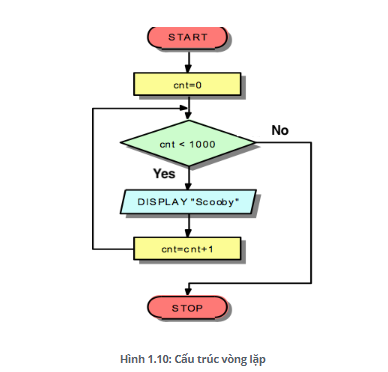 START
cnt=0
cnt < 1000
No
Yes
DISPLAY "Scooby"
cnt=cnt+1
STOP
Hình 1.10: Cấu trúc vòng lặp